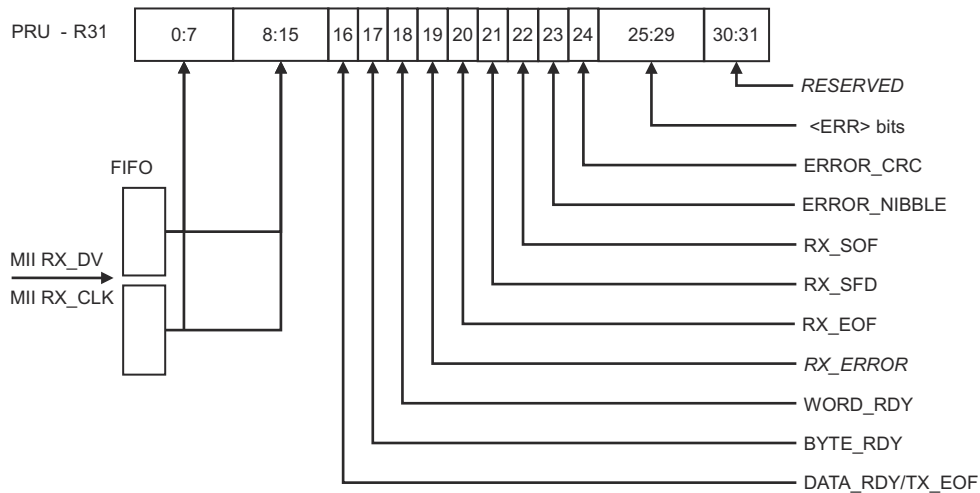 PRU - R31 0:7 8:15 16 17 18 19 20 21 22 23 24 25:29 30:31
RESERVED
<ERR> bits
ERROR_CRC
FIFO
ERROR_NIBBLE
RX_SOF
MII RX_DV
RX_SFD
MII RX_CLK
RX_EOF
RX_ERROR
WORD_RDY
BYTE_RDY
DATA_RDY/TX_EOF